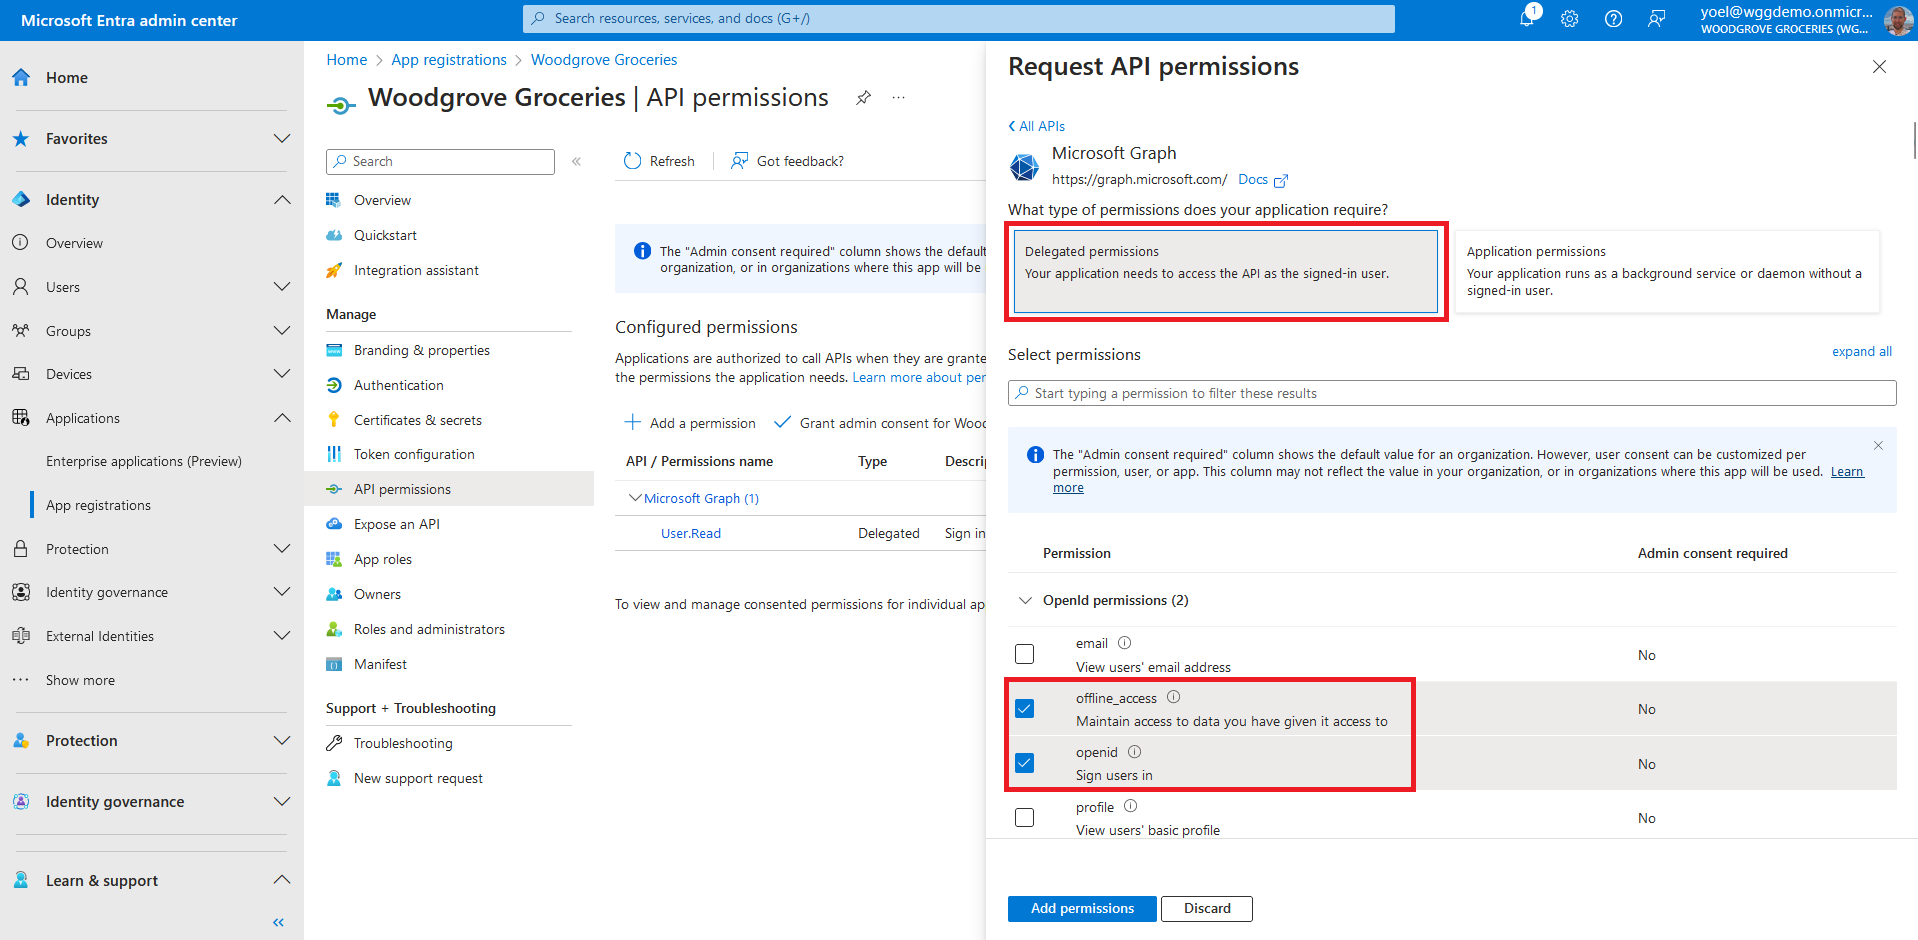 Microsoft Entra admin center
Search resources, services, and docs (G+/)
1
yoel@wggdemo.onmicr...
WOODGROVE GROCERIES (WG...
Home
Favorites
Identity
Overview
Users
Groups
Devices
Applications
Enterprise applications (Preview)
App registrations
Protection
Identity governance
External Identities
Show more
Protection
Identity governance
Learn & support
Home > App registrations > Woodgrove Groceries
Woodgrove Groceries | API permissions
Search
Overview
Quickstart
Integration assistant
Manage
Branding & properties
Authentication
Certificates & secrets
Token configuration
API permissions
Expose an API
App roles
Owners
Roles and administrators
Manifest
Support + Troubleshooting
Troubleshooting
New support request
Refresh
Got feedback?
The "Admin consent required" column shows the default
organization, or in organizations where this app will be
Configured permissions
Applications are authorized to call APIs when they are grante
the permissions the application needs. Learn more about per
Add a permission
Grant admin consent for Wood
API / Permissions name Type Descri
Microsoft Graph (1)
User.Read Delegated Sign in
To view and manage consented permissions for individual ap
Request API permissions
All APIs
Microsoft Graph
https://graph.microsoft.com/ Docs
What type of permissions does your application require?
Delegated permissions
Your application needs to access the API as the signed-in user.
Application permissions
Your application runs as a background service or daemon without a
signed-in user.
Select permissions
expand all
Start typing a permission to filter these results
The "Admin consent required" column shows the default value for an organization. However, user consent can be customized per
permission, user, or app. This column may not reflect the value in your organization, or in organizations where this app will be used. Learn
more
Permission Admin consent required
OpenId permissions (2)
email
View users' email address
No
offline_access
Maintain access to data you have given it access to
No
openid
Sign users in
No
profile
View users' basic profile
No
Add permissions
Discard